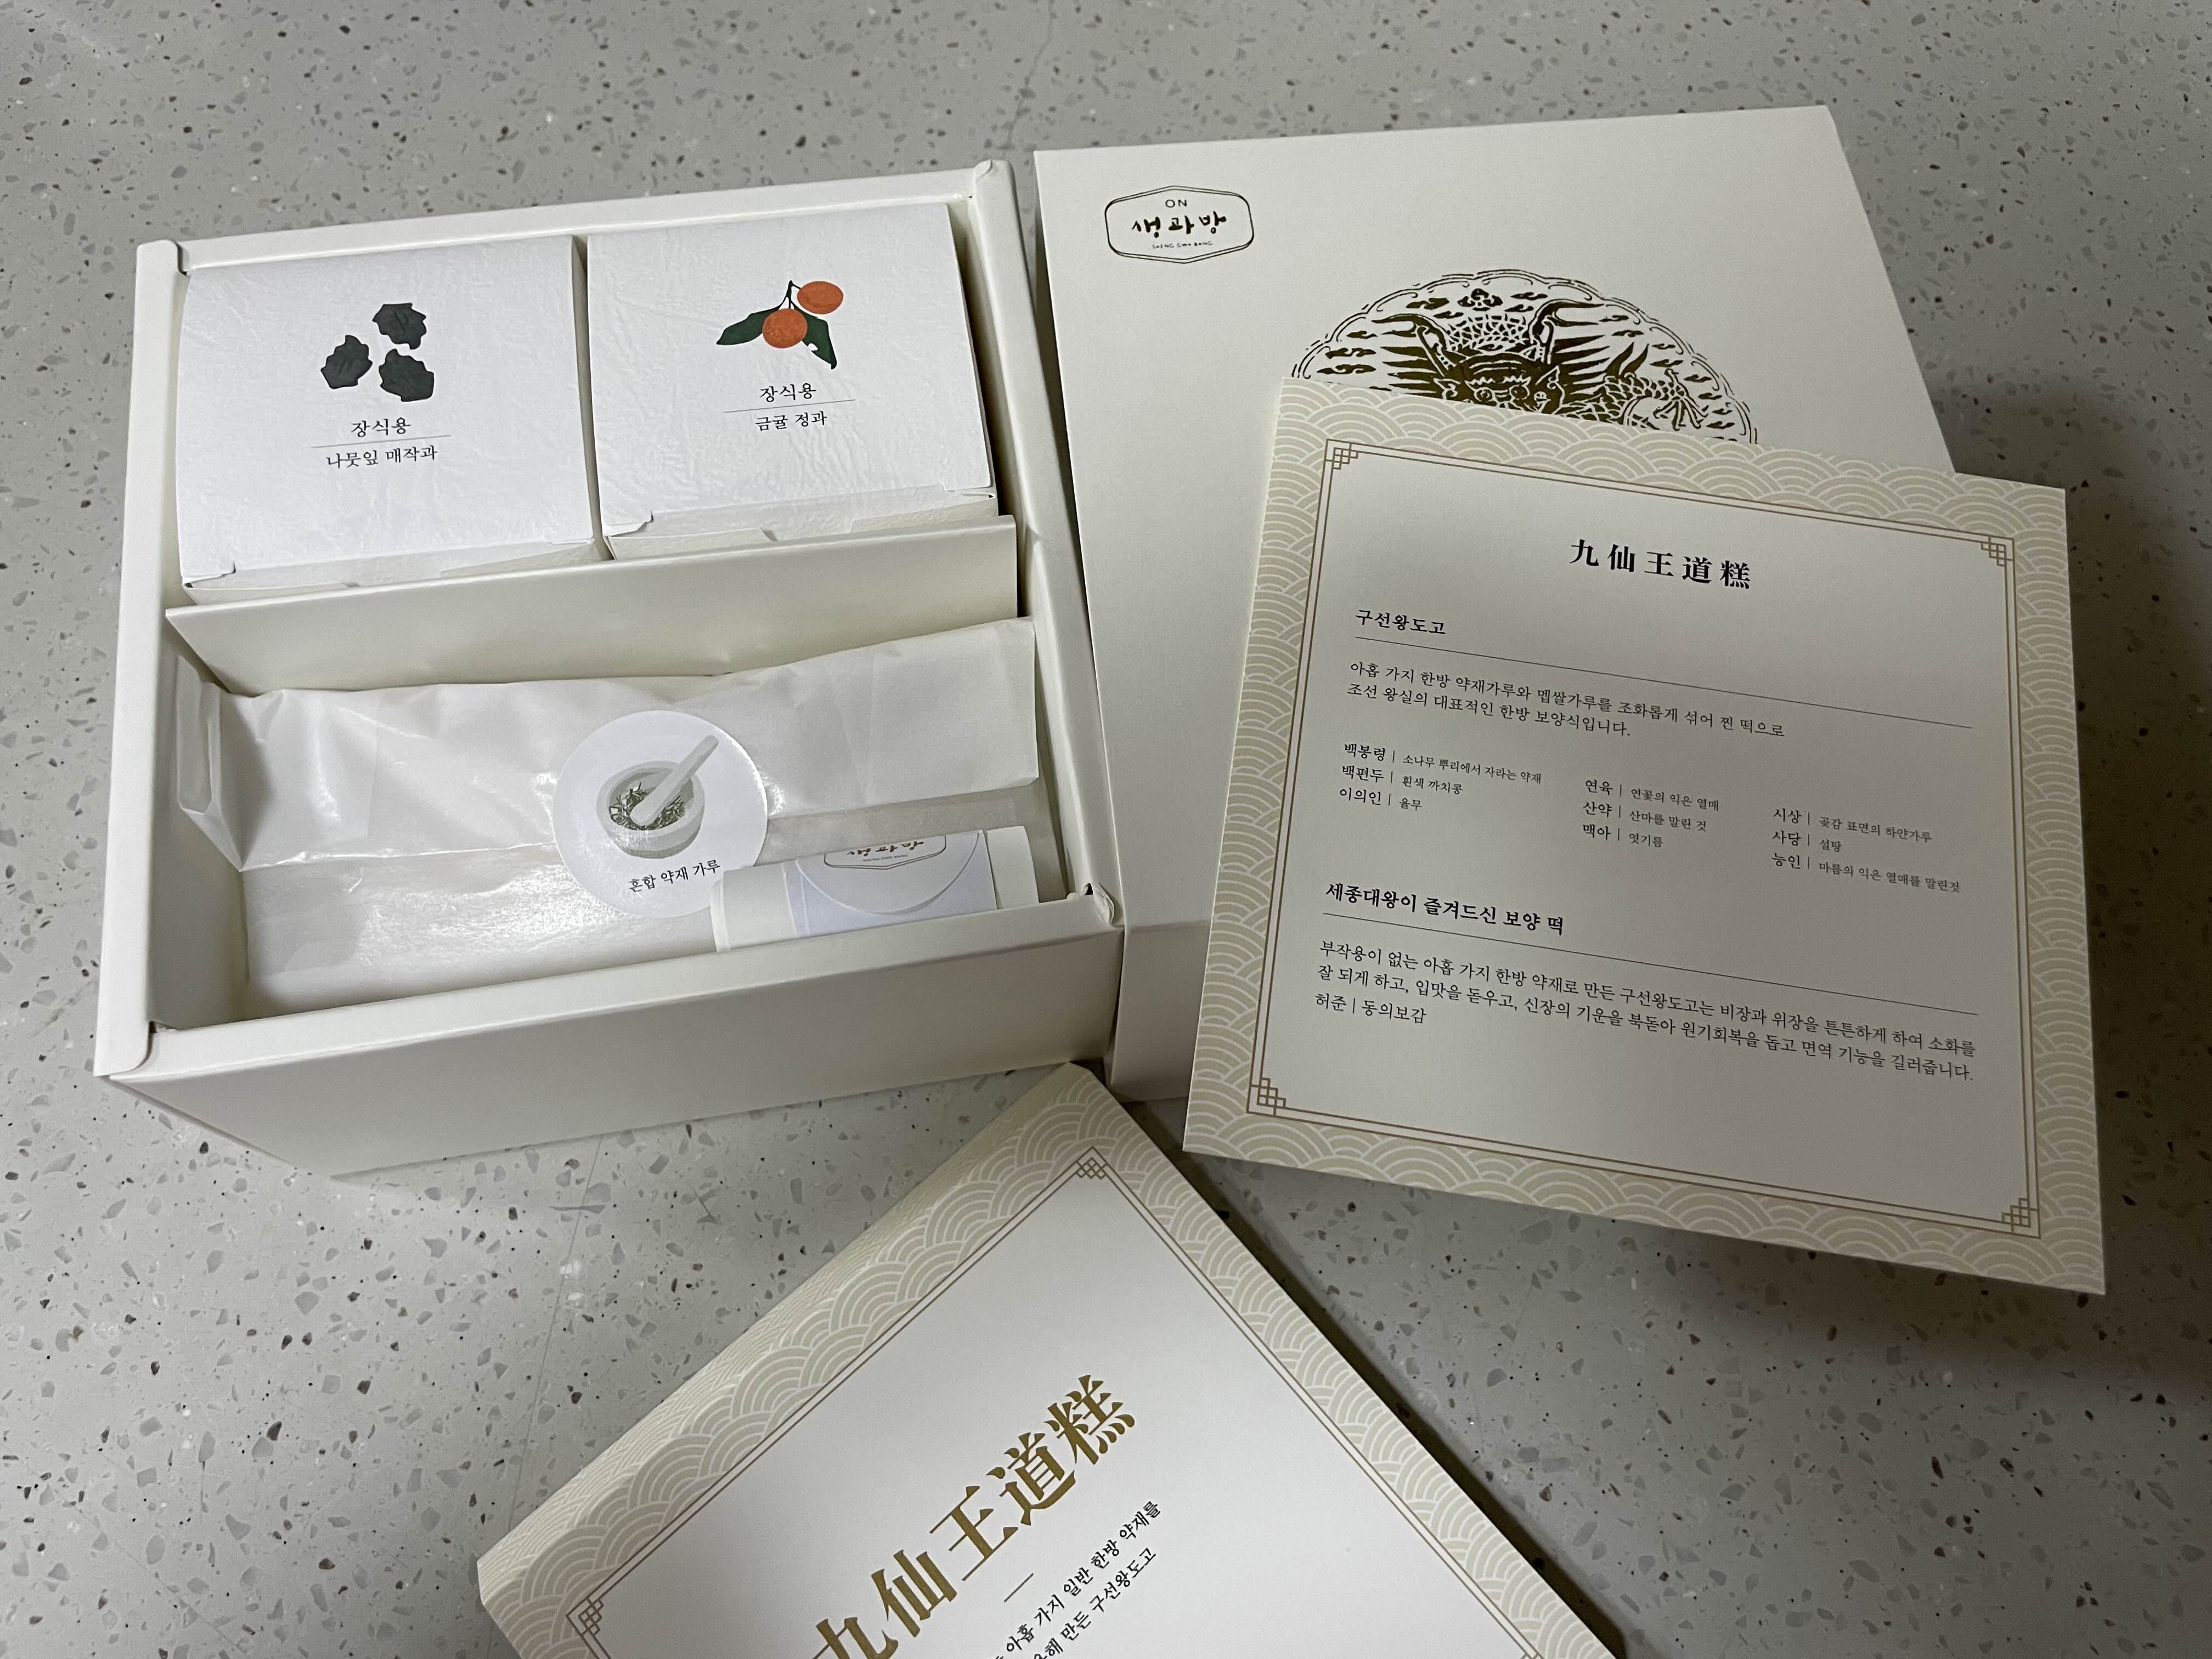 장식용
나뭇잎 매작과
장식용
금귤 정과
혼합 약재 가루
생과방
ON
생과방
SAENG GWA BANG
九仙王道糕
구선왕도고
아홉 가지 한방 약재가루와 멥쌀가루를 조화롭게 섞어 찐 떡으로
조선 왕실의 대표적인 한방 보양식입니다.
백봉령 | 소나무 뿌리에서 자라는 약재
백편두 | 흰색 까치콩
이의인 | 율무
연육 | 연꽃의 익은 열매
산약 | 산마를 말린 것
맥아 | 엿기름
시상 | 곶감 표면의 하얀가루
사당 | 설탕
능인 | 마름의 익은 열매를 말린것
세종대왕이 즐겨드신 보양 떡
부작용이 없는 아홉 가지 한방 약재로 만든 구선왕도고는 비장과 위장을 튼튼하게 하여 소화를
잘 되게 하고, 입맛을 돋우고, 신장의 기운을 북돋아 원기회복을 돕고 면역 기능을 길러줍니다.
허준 | 동의보감
九仙王道糕
아홉 가지 일반 한방 약재를
만든 구선왕도고